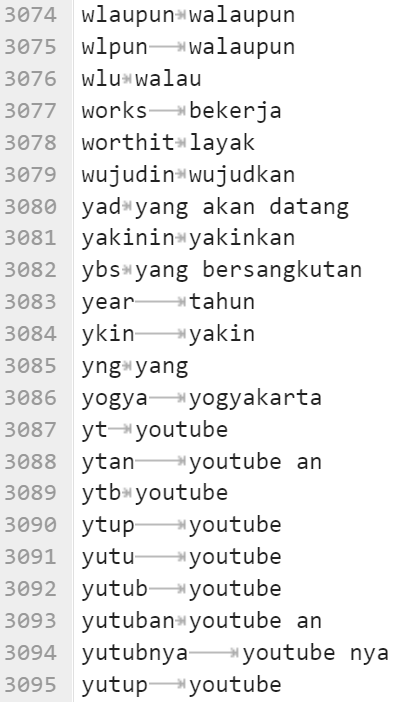 3074 wlaupun	walaupun
3075 wlpun	walaupun
3076 wlu	walau
3077 works	bekerja
3078 worthit	layak
3079 wujudin	wujudkan
3080 yad	yang akan datang
3081 yakinin	yakinkan
3082 ybs	yang bersangkutan
3083 year	tahun
3084 ykin	yakin
3085 yng	yang
3086 yogya	yogyakarta
3087 yt	youtube
3088 ytan	youtube an
3089 ytb	youtube
3090 ytup	youtube
3091 yutu	youtube
3092 yutub	youtube
3093 yutuban	youtube an
3094 yutubnya	youtube nya
3095 yutup	youtube